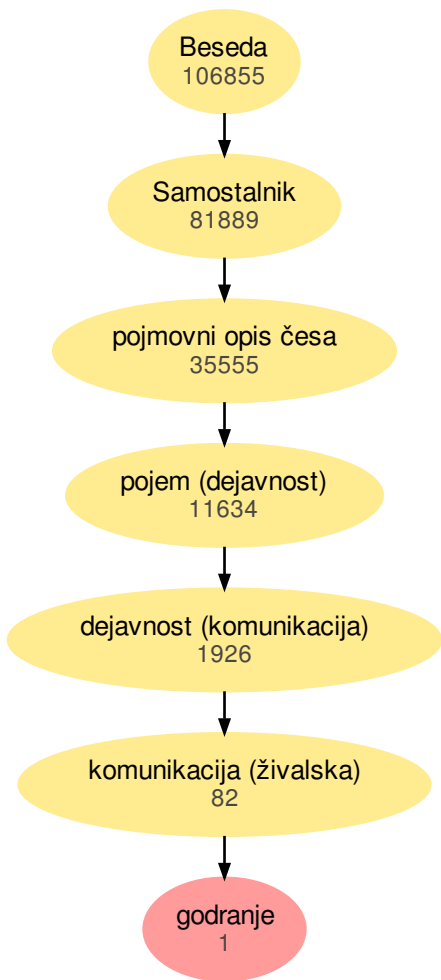 Beseda
106855
Samostalnik
81889
pojmovni opis česa
35555
pojem (dejavnost)
11634
dejavnost (komunikacija)
1926
komunikacija (živalska)
82
godranje
1